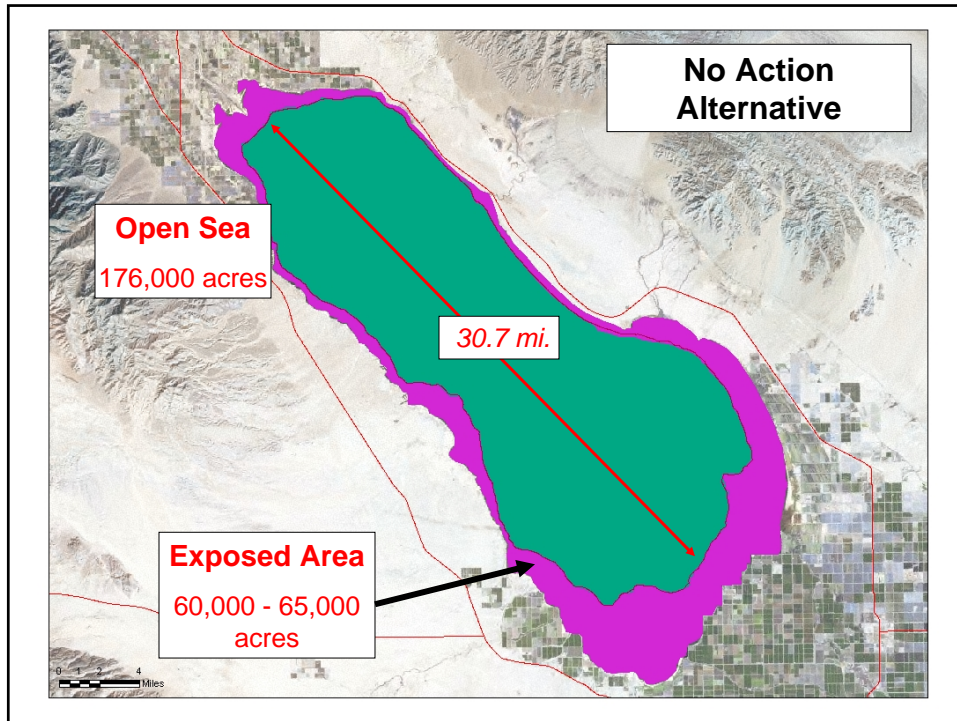 No Action
Alternative
Open Sea
176,000 acres
30.7 mi.
Exposed Area
60,000 - 65,000
acres
0 1 2 4
Miles